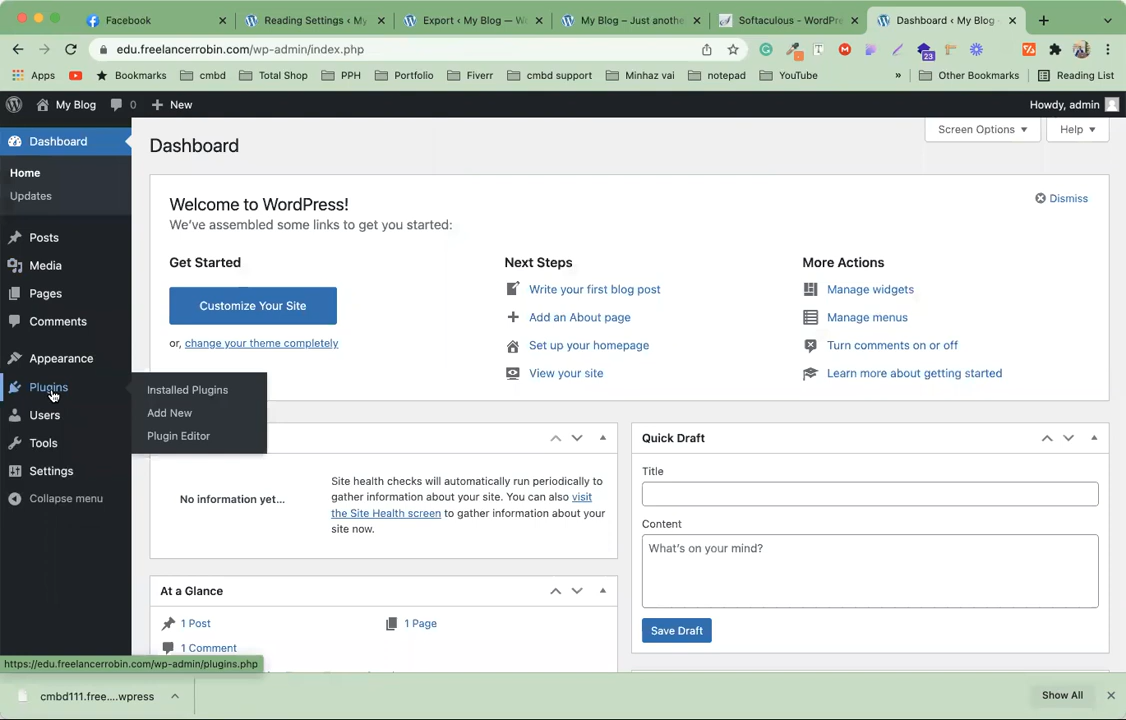 Facebook
Reading Settings < My
Export < My Blog — W
My Blog – Just anothe
Softaculous - WordPre
Dashboard < My Blog
edu.freelancerrobin.com/wp-admin/index.php
23
Apps
Bookmarks
cmbd
Total Shop
PPH
Portfolio
Fiverr
cmbd support
Minhaz vai
notepad
YouTube
»
Other Bookmarks
Reading List
My Blog
0
New
Howdy, admin
Dashboard
Home
Updates
Posts
Media
Pages
Comments
Appearance
Plugins
Users
Tools
Settings
Collapse menu
Installed Plugins
Add New
Plugin Editor
Dashboard
Screen Options
Help
Welcome to WordPress!
Dismiss
We've assembled some links to get you started:
Get Started
Customize Your Site
or, change your theme completely
Next Steps
Write your first blog post
Add an About page
Set up your homepage
View your site
More Actions
Manage widgets
Manage menus
Turn comments on or off
Learn more about getting started
No information yet...
Site health checks will automatically run periodically to
gather information about your site. You can also visit
the Site Health screen to gather information about your
site now.
At a Glance
1 Post
1 Page
1 Comment
Quick Draft
Title
Content
What's on your mind?
Save Draft
https://edu.freelancerrobin.com/wp-admin/plugins.php
cmbd111.free....wpress
Show All